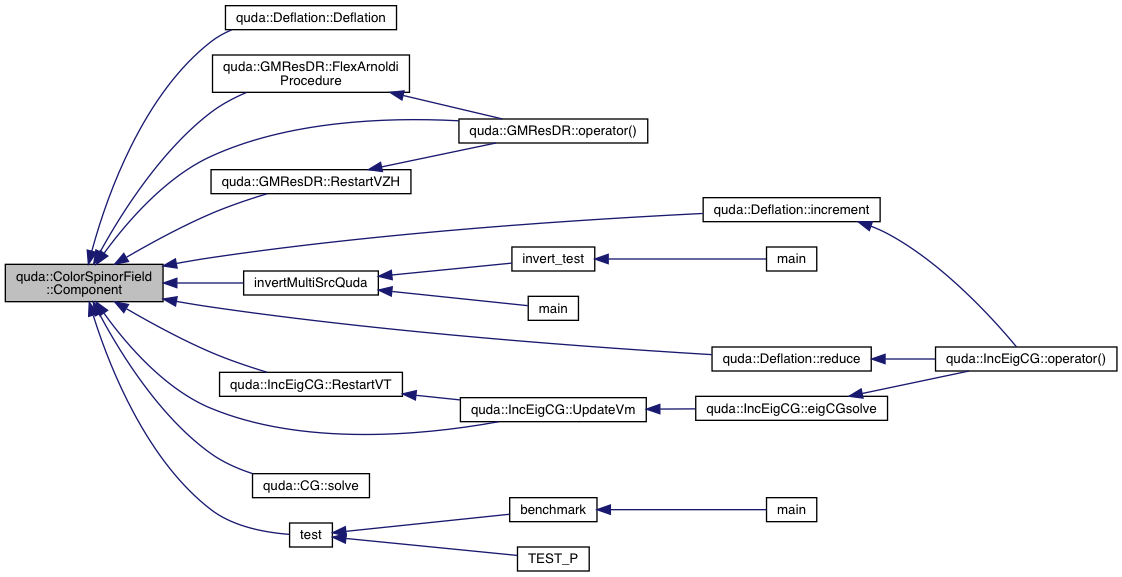 quda::Deflation::Deflation
quda::GMResDR::FlexArnoldi
Procedure
quda::GMResDR::operator()
quda::GMResDR::RestartVZH
quda::Deflation::increment
quda::ColorSpinorField
::Component
invertMultiSrcQuda
invert_test
main
main
quda::Deflation::reduce
quda::IncEigCG::operator()
quda::IncEigCG::RestartVT
quda::IncEigCG::UpdateVm
quda::IncEigCG::eigCGsolve
quda::CG::solve
test
benchmark
main
TEST_P